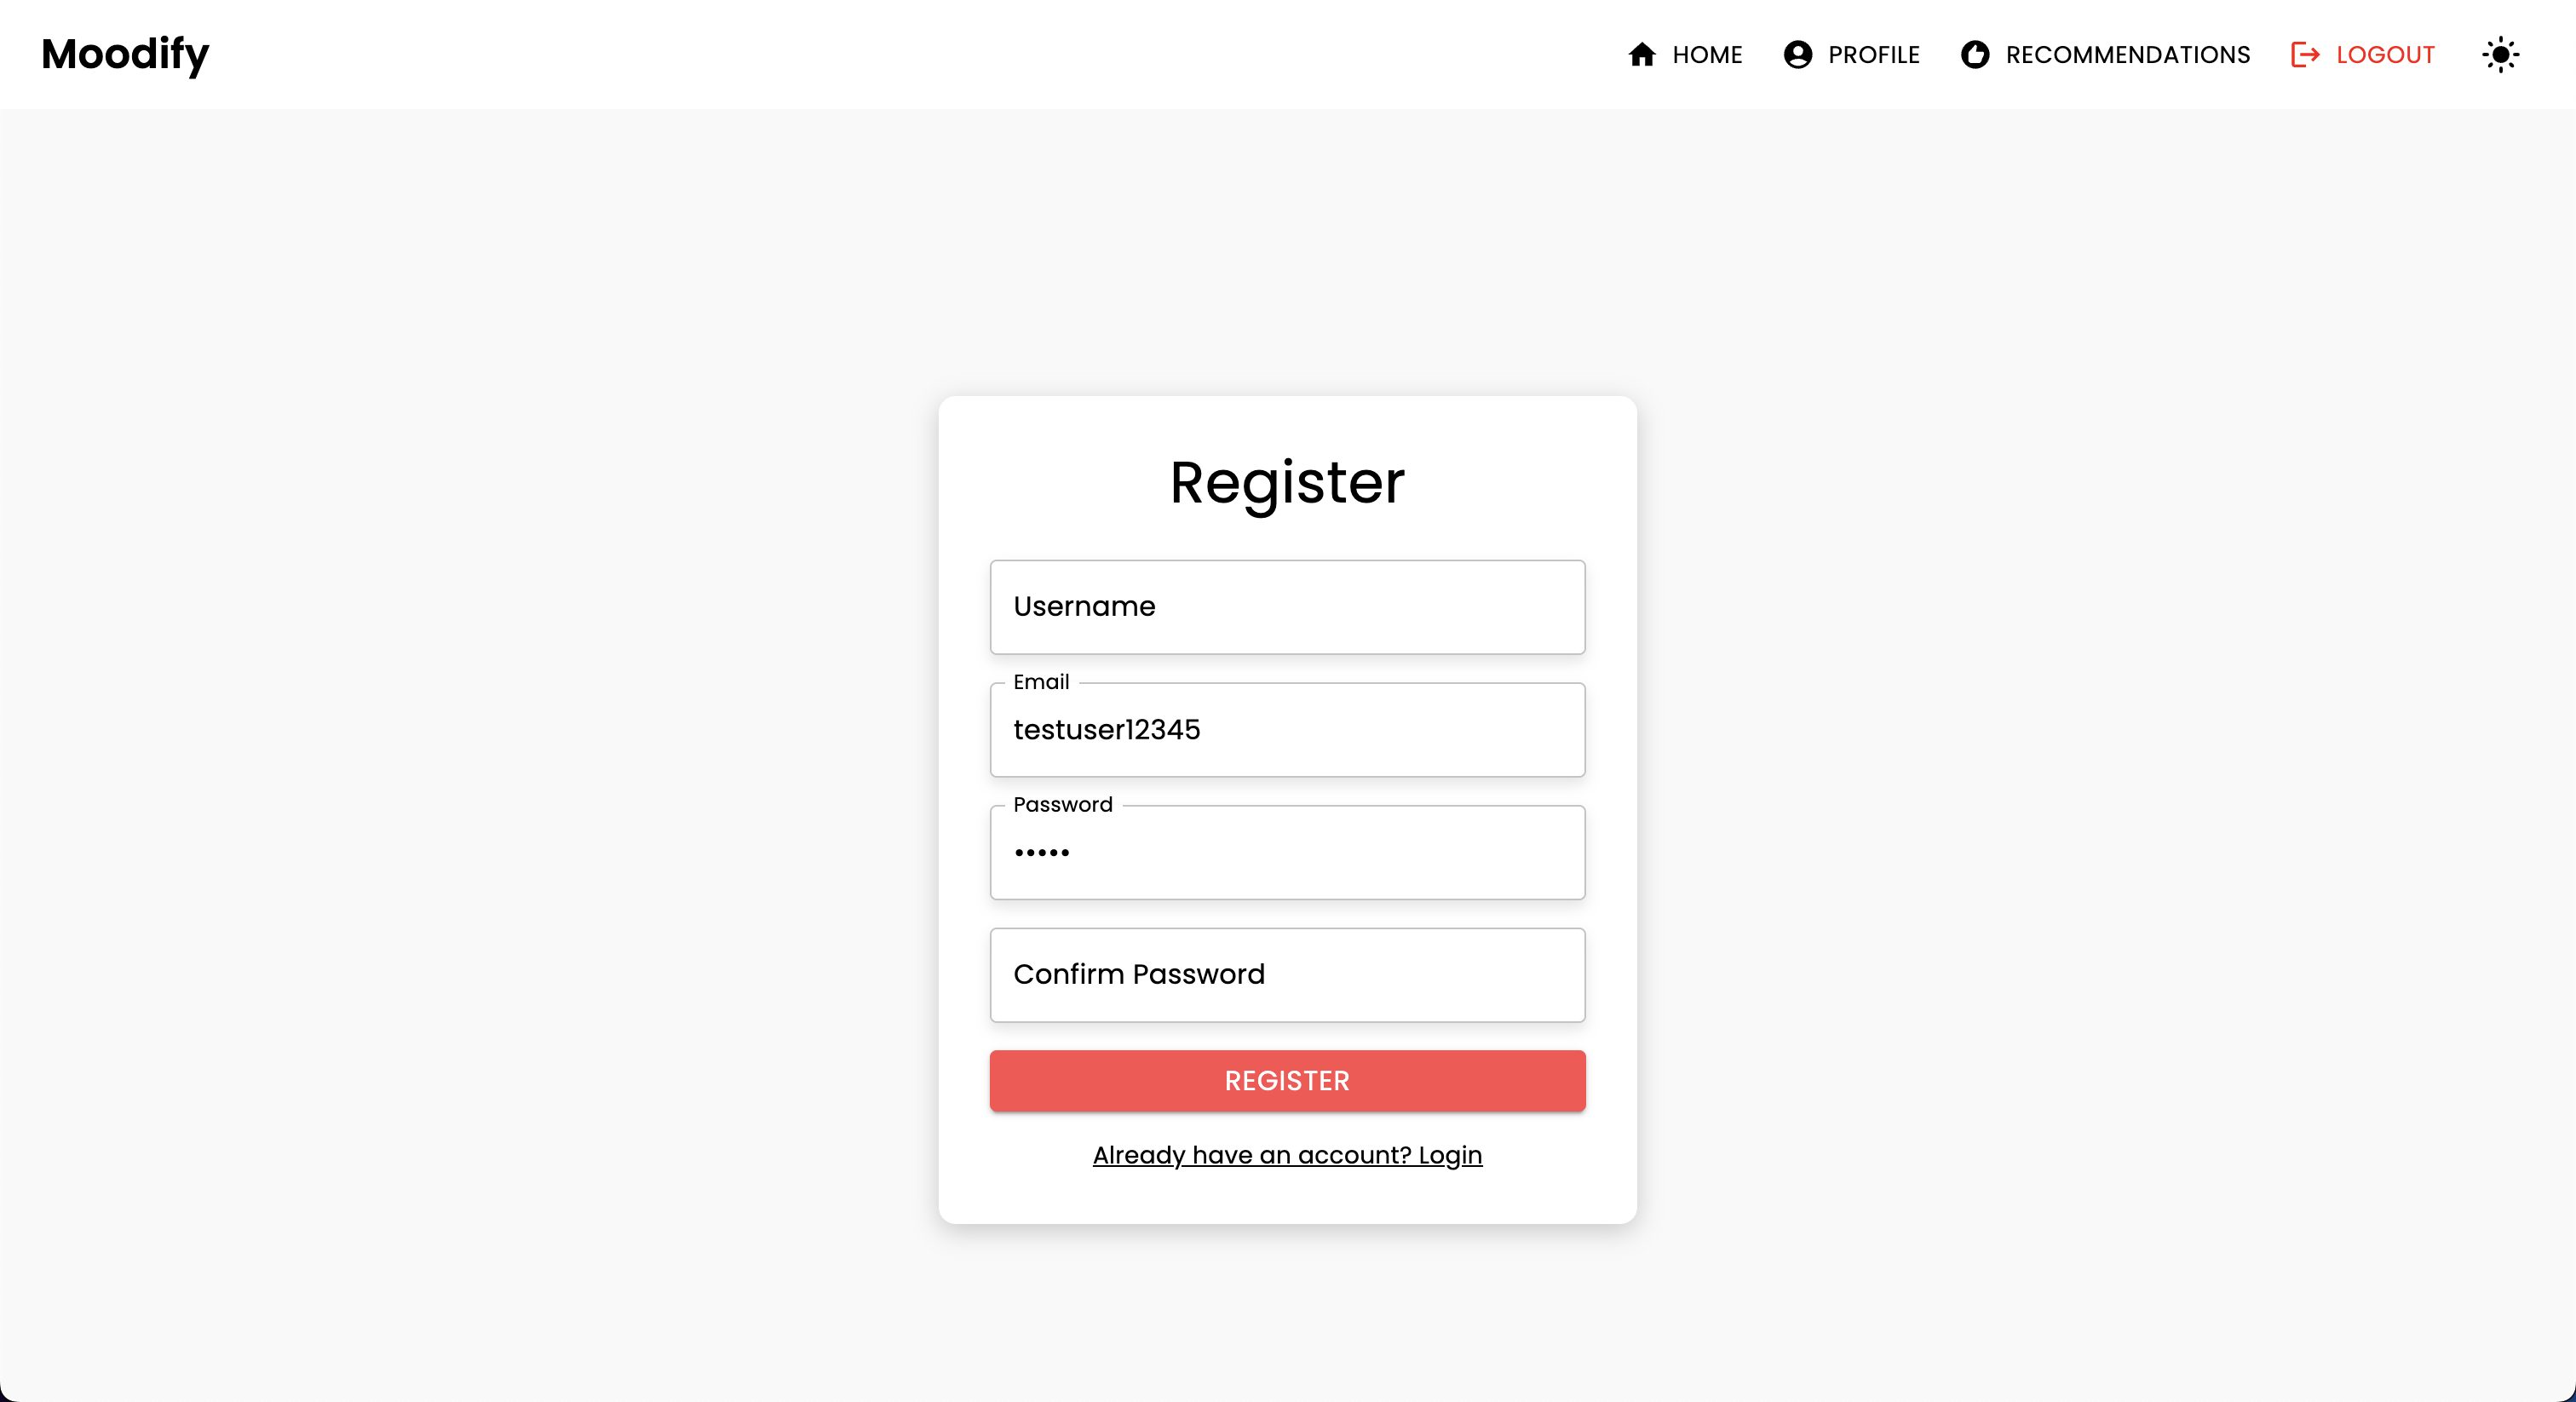 Moodify
HOME PROFILE RECOMMENDATIONS LOGOUT
Register
Username
Email
testuser12345
Password
•••••
Confirm Password
REGISTER
Already have an account? Login